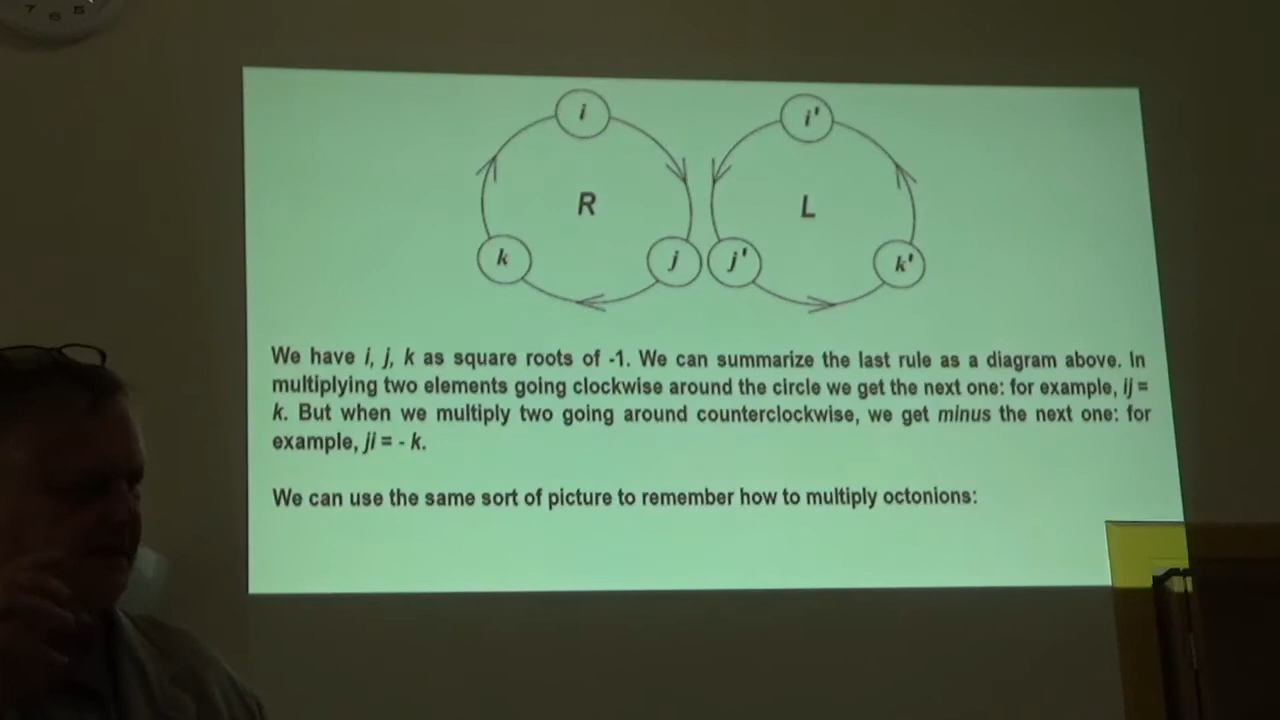 7 6 5
i i'
R L
k j j' k'
We have i, j, k as square roots of -1. We can summarize the last rule as a diagram above. In
multiplying two elements going clockwise around the circle we get the next one: for example, ij =
k. But when we multiply two going around counterclockwise, we get minus the next one: for
example, ji = - k.
We can use the same sort of picture to remember how to multiply octonions: